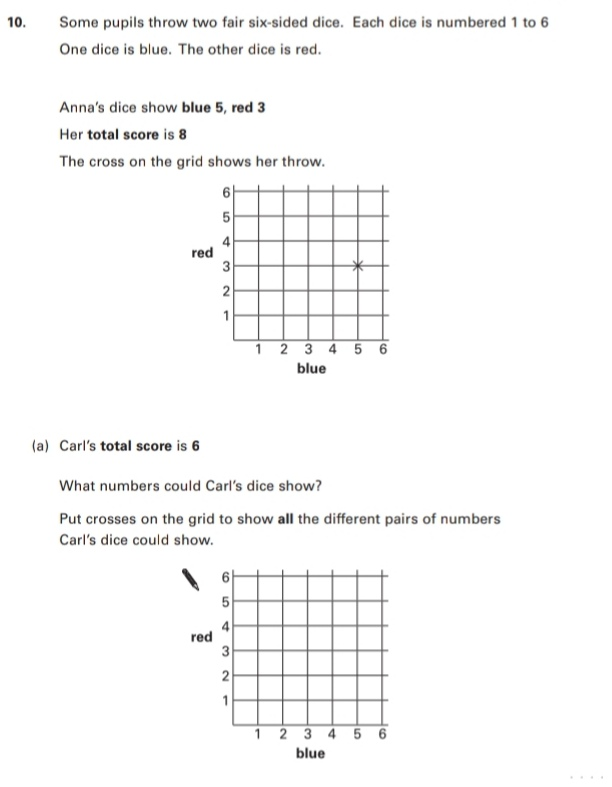 10. Some pupils throw two fair six-sided dice. Each dice is numbered 1 to 6
One dice is blue. The other dice is red.
Anna's dice show blue 5, red 3
Her total score is 8
The cross on the grid shows her throw.
6
5
4
red
3
2
1
1 2 3 4 5 6
blue
(a) Carl's total score is 6
What numbers could Carl's dice show?
Put crosses on the grid to show all the different pairs of numbers
Carl's dice could show.
6
5
4
red
3
2
1
1 2 3 4 5 6
blue